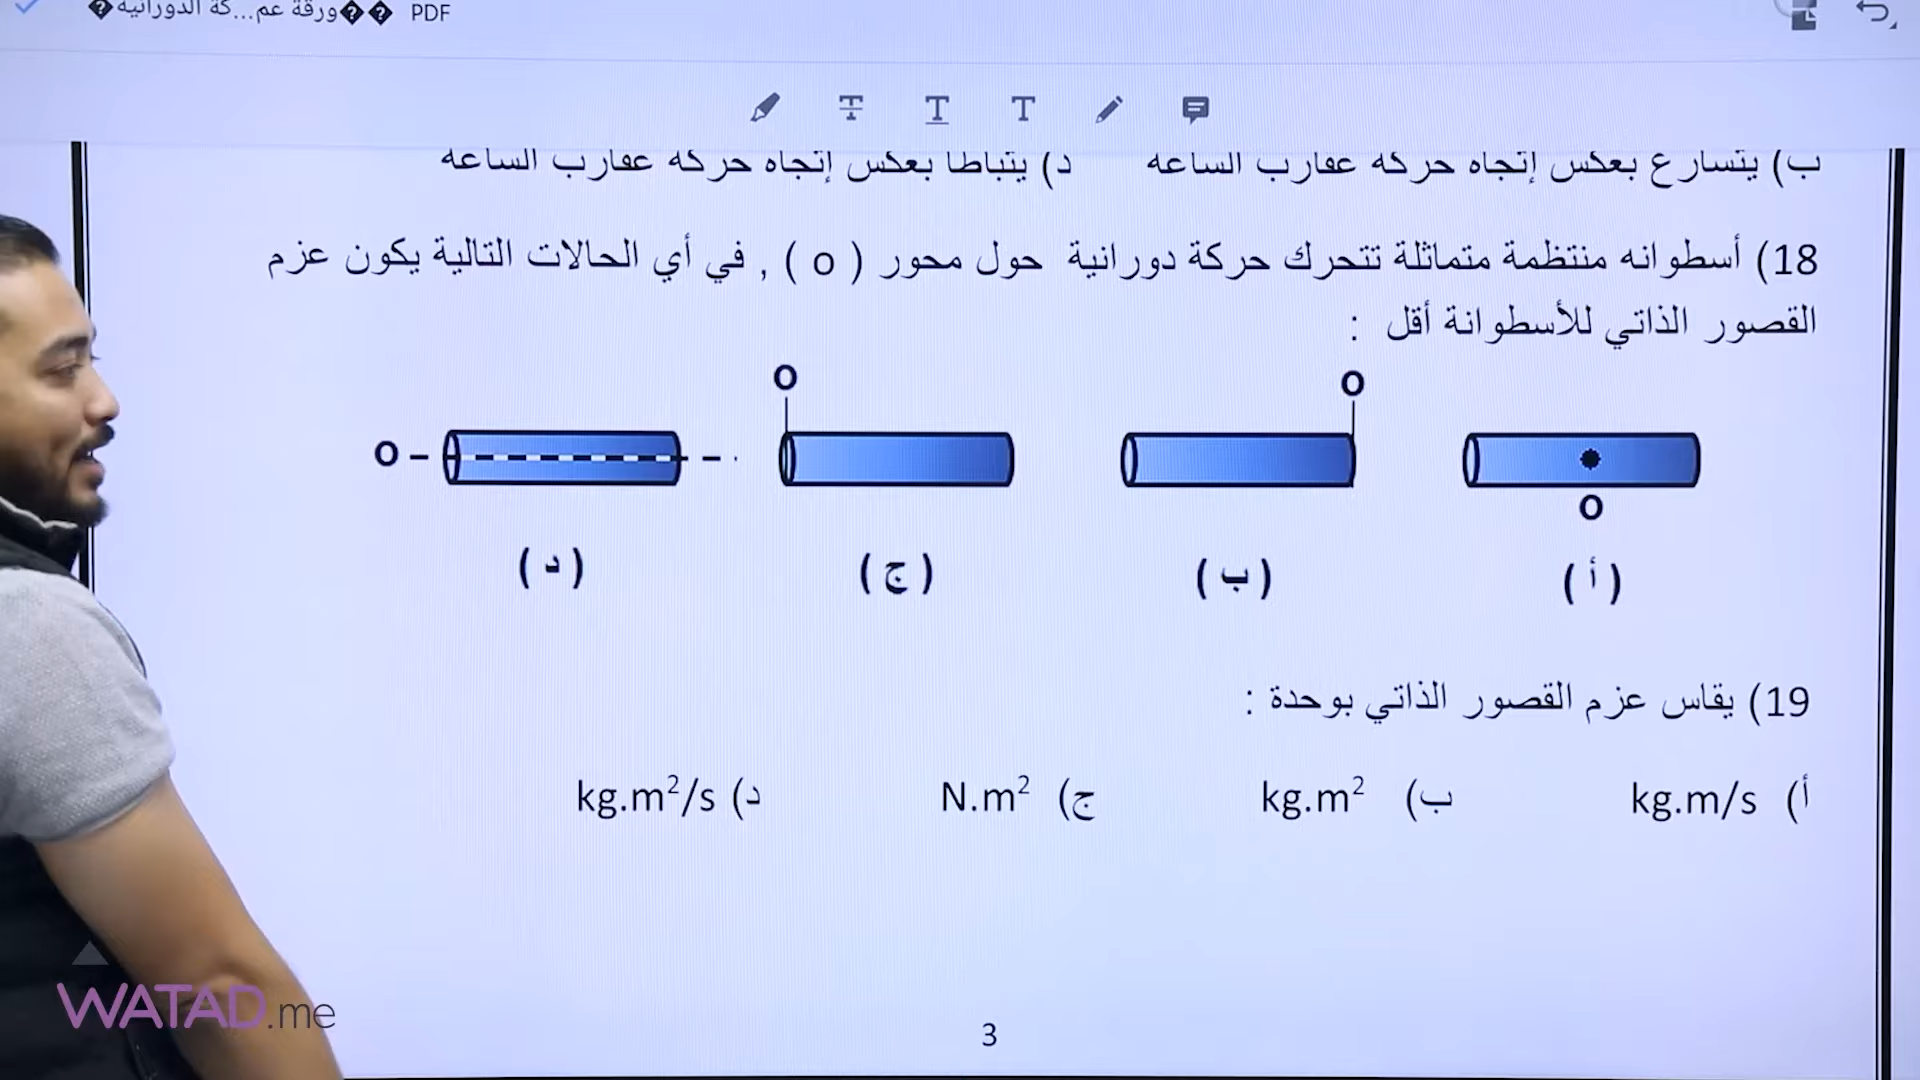 ورقة عم...كة الدورانية PDF
ب) يتسارع بعكس إتجاه حركة عقارب الساعة د) يتباطأ بعكس إتجاه حركة عقارب الساعة
18) أسطوانه منتظمة متماثلة تتحرك حركة دورانية حول محور ( o ) , في أي الحالات التالية يكون عزم
القصور الذاتي للأسطوانة أقل :
O O O O
( أ ) ( ب ) ( ج ) ( د )
19) يقاس عزم القصور الذاتي بوحدة :
أ) kg.m/s ب) kg.m² ج) N.m² د) kg.m²/s
3
WATAD.me